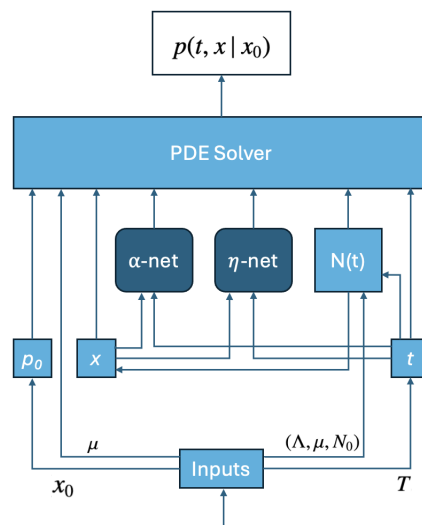 p(t, x | x₀)
PDE Solver
α-net
η-net
N(t)
p₀
x
t
μ
(Λ, μ, N₀)
Inputs
x₀
T